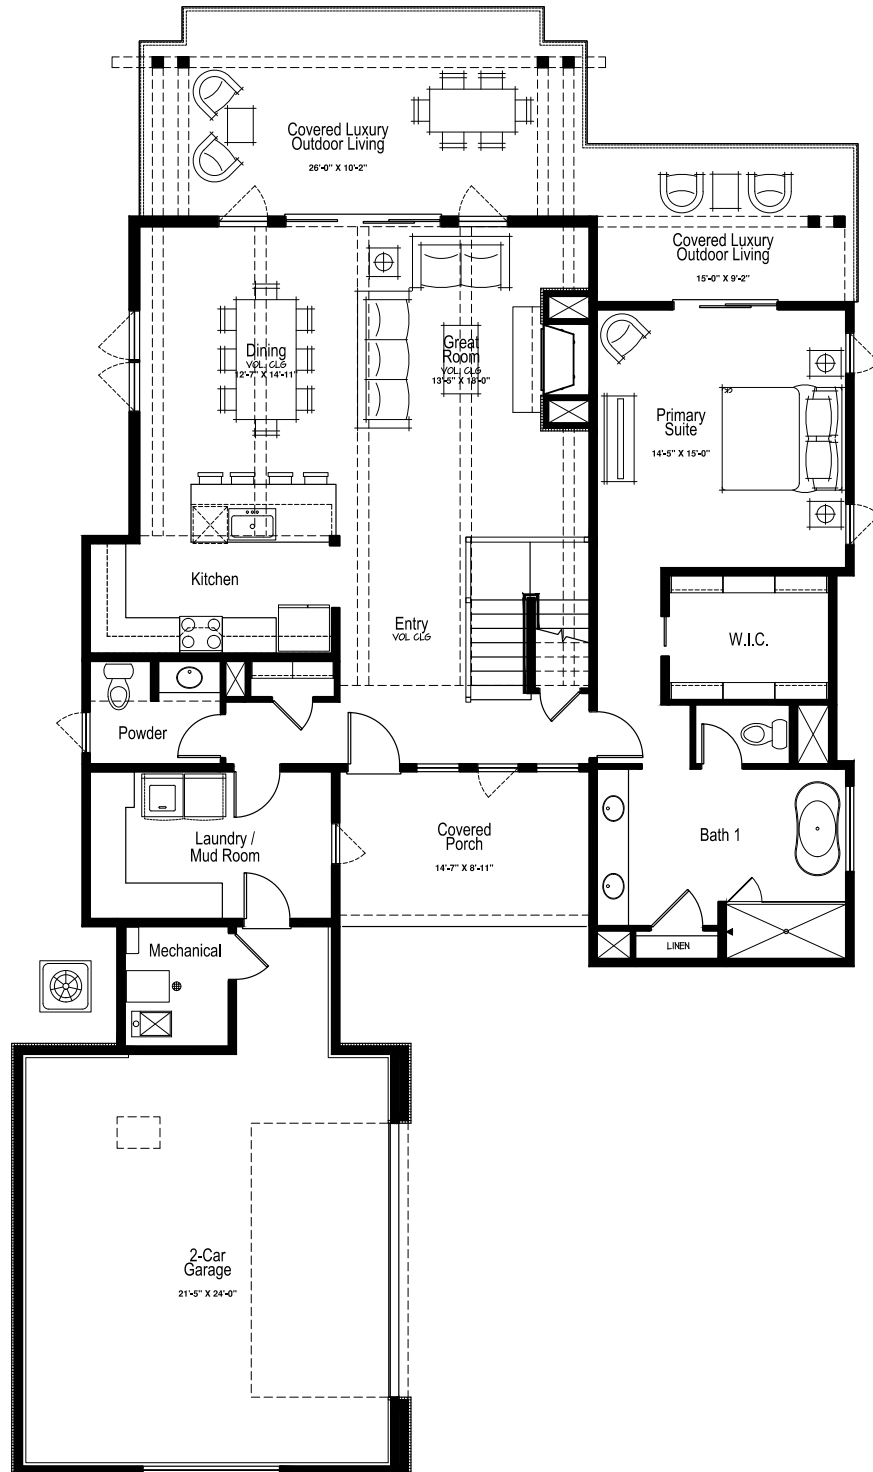 Covered Luxury
Outdoor Living
26'-0" X 10'-2"
Covered Luxury
Outdoor Living
15'-0" X 9'-2"
Dining
VOL CLG
12'-7" X 14'-11"
Great
Room
VOL CLG
13'-5" X 18'-0"
Primary
Suite
14'-5" X 15'-0"
Kitchen
Entry
VOL CLG
W.I.C.
Powder
Laundry /
Mud Room
Covered
Porch
14'-7" X 8'-11"
Bath 1
LINEN
Mechanical
2-Car
Garage
21'-5" X 24'-0"